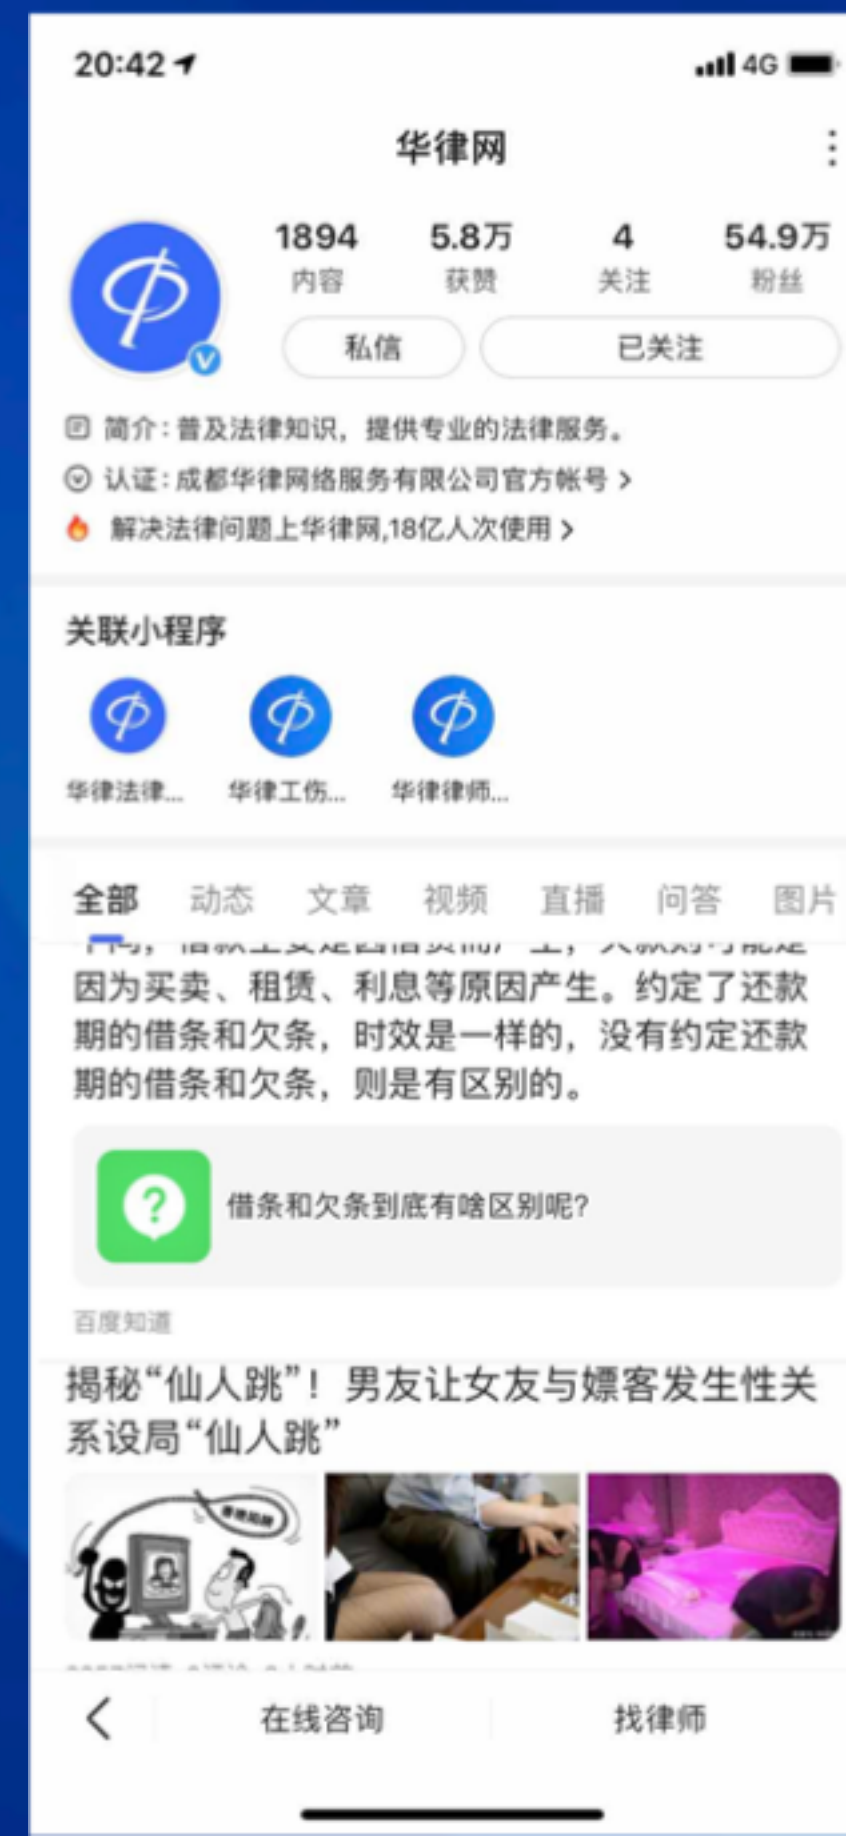 20:42
4G
华律网
1894 5.8万 4 54.9万
内容 获赞 关注 粉丝
私信 已关注
简介:普及法律知识，提供专业的法律服务。
认证:成都华律网络服务有限公司官方帐号 >
解决法律问题上华律网,18亿人次使用 >
关联小程序
华律法律... 华律工伤... 华律律师...
全部 动态 文章 视频 直播 问答 图片
因为买卖、租赁、利息等原因产生。约定了还款
期的借条和欠条，时效是一样的，没有约定还款
期的借条和欠条，则是有区别的。
借条和欠条到底有啥区别呢?
百度知道
揭秘“仙人跳”！男友让女友与嫖客发生性关
系设局“仙人跳”
在线咨询 找律师